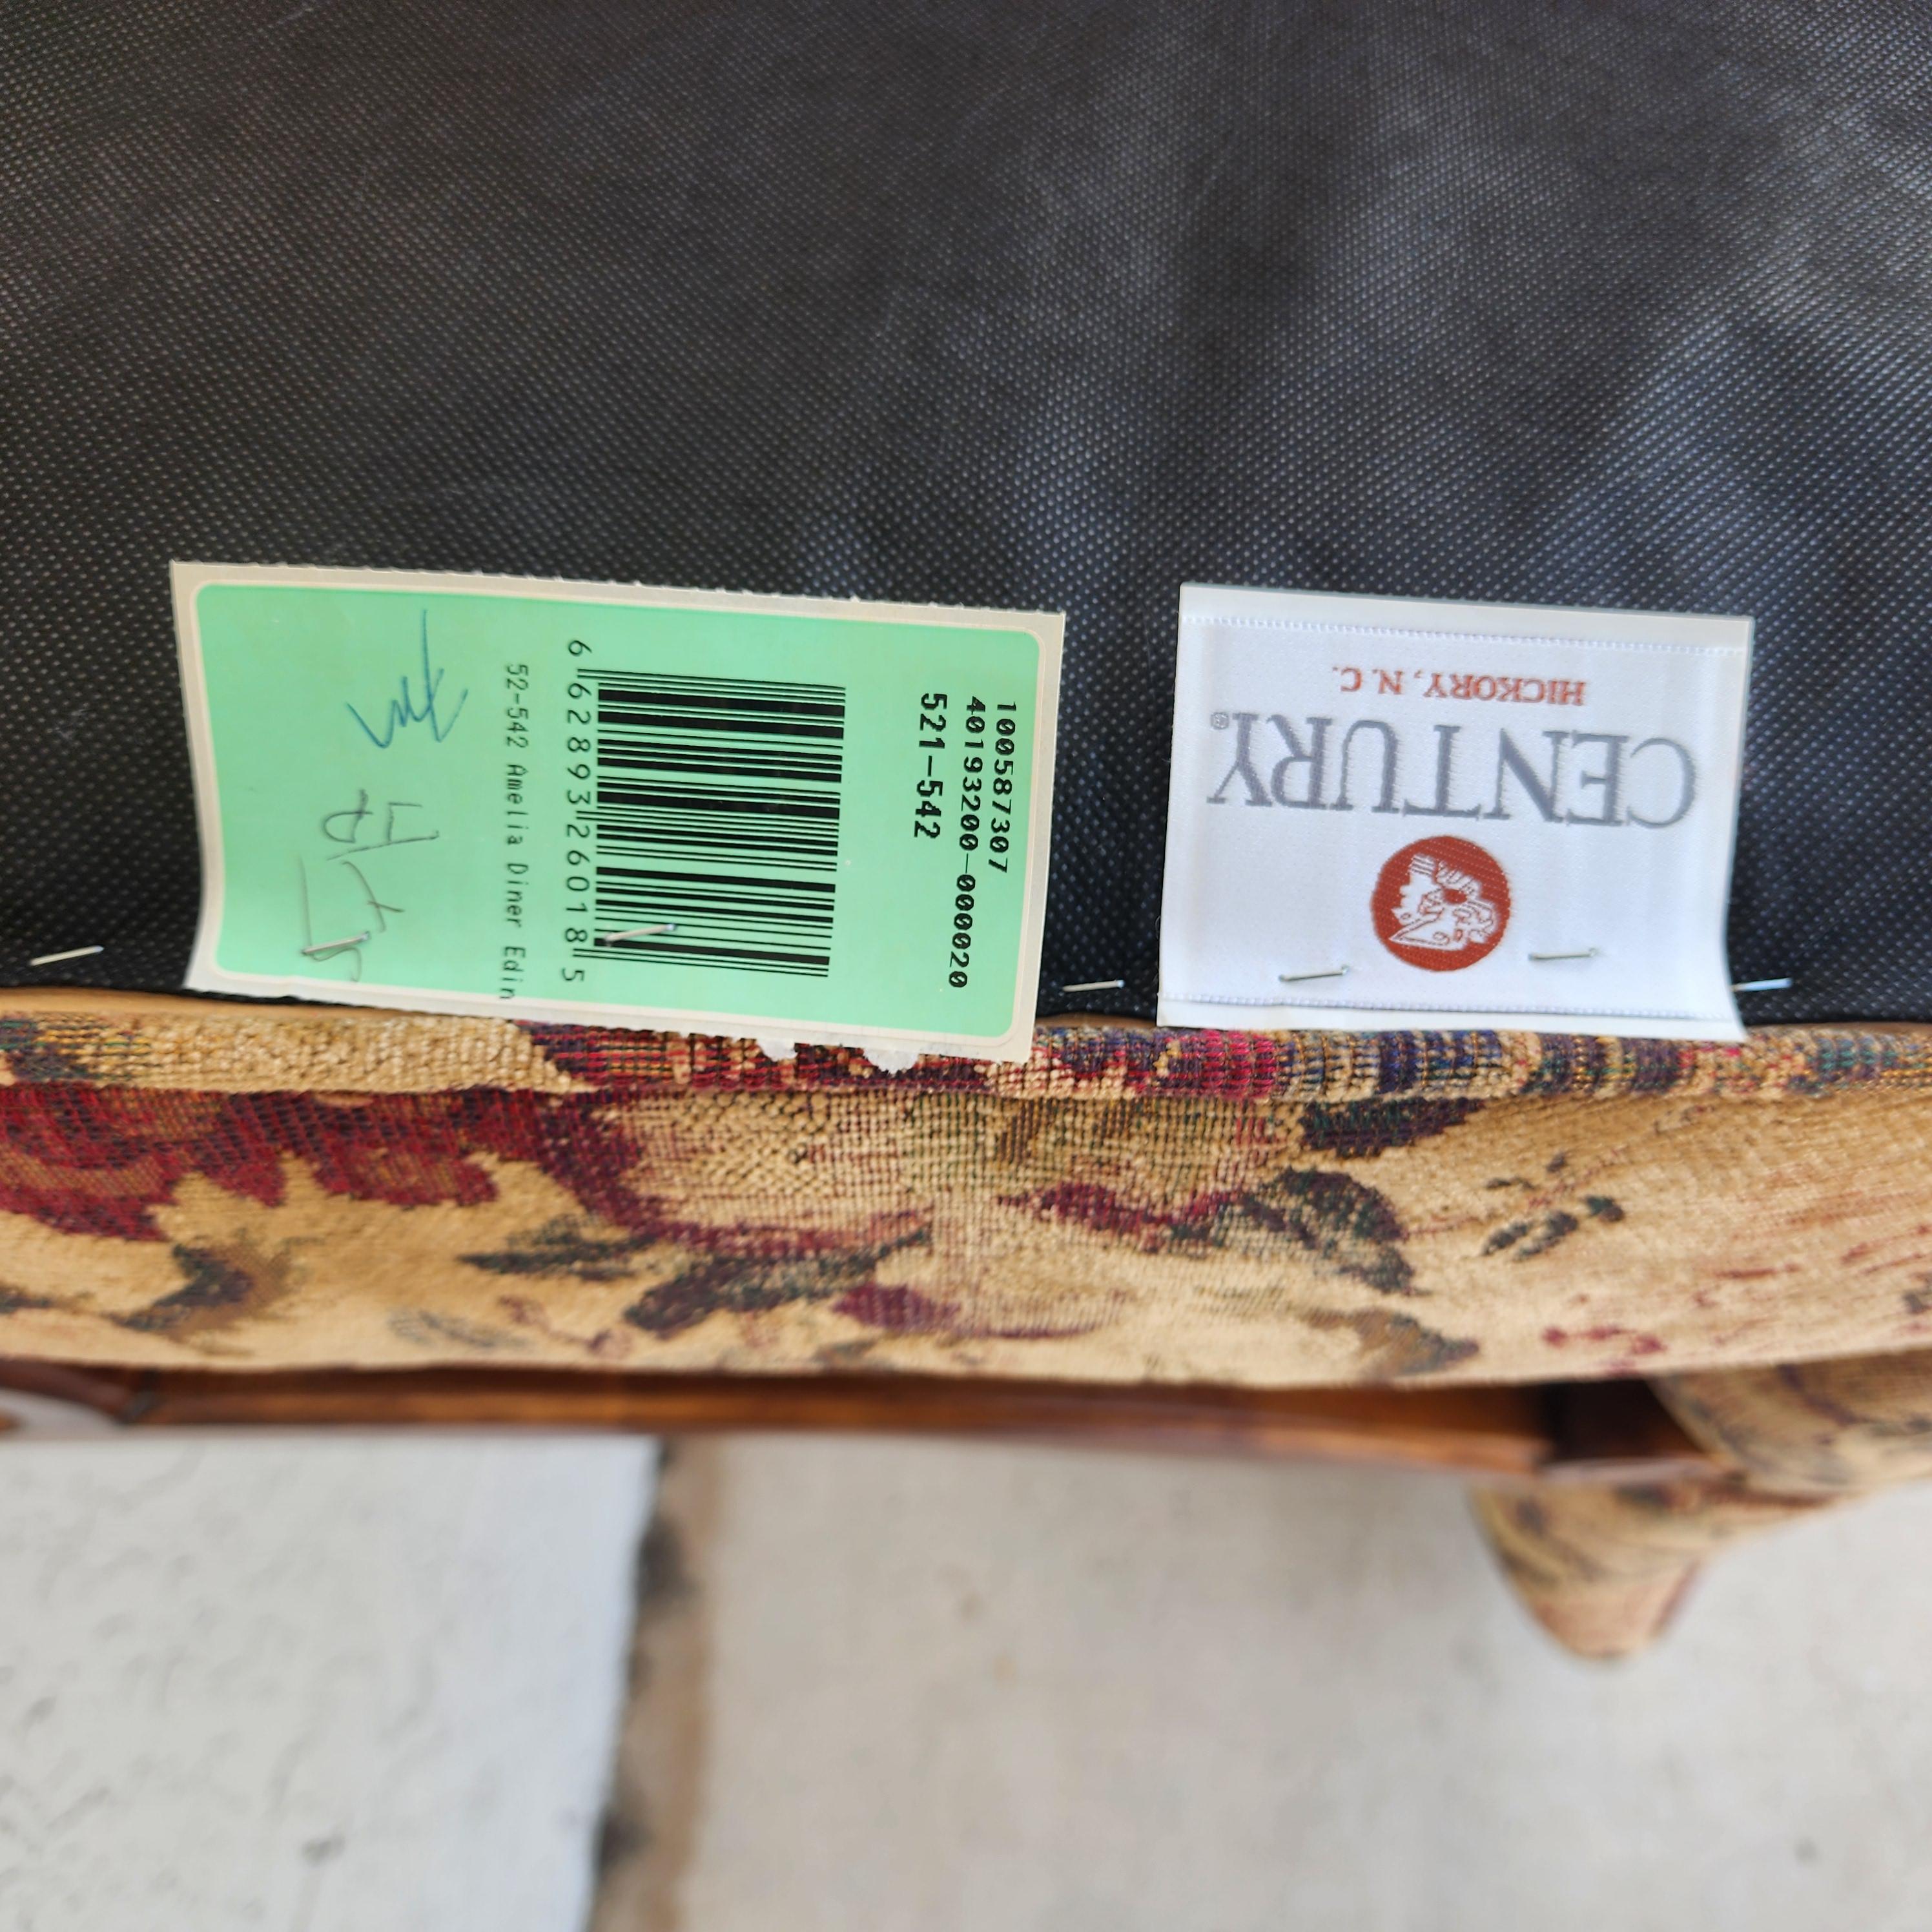 100587307
40193200-000020
521-542
6 62893 26018 5
52-542 Amelia Diner Edin
CENTURY®
HICKORY, N. C.